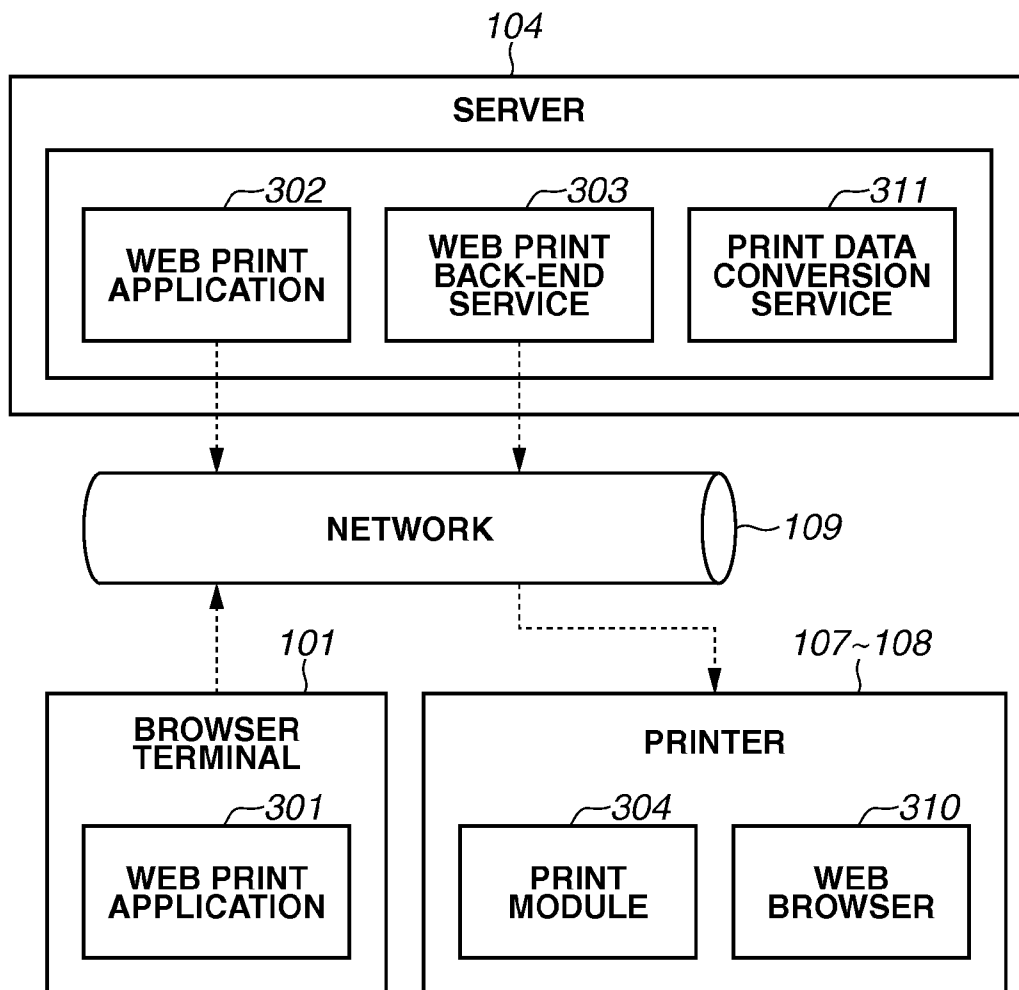 104
SERVER
302
303
311
WEB PRINT
APPLICATION
WEB PRINT
BACK-END
SERVICE
PRINT DATA
CONVERSION
SERVICE
NETWORK
109
101
107~108
BROWSER
TERMINAL
PRINTER
301
304
310
WEB PRINT
APPLICATION
PRINT
MODULE
WEB
BROWSER